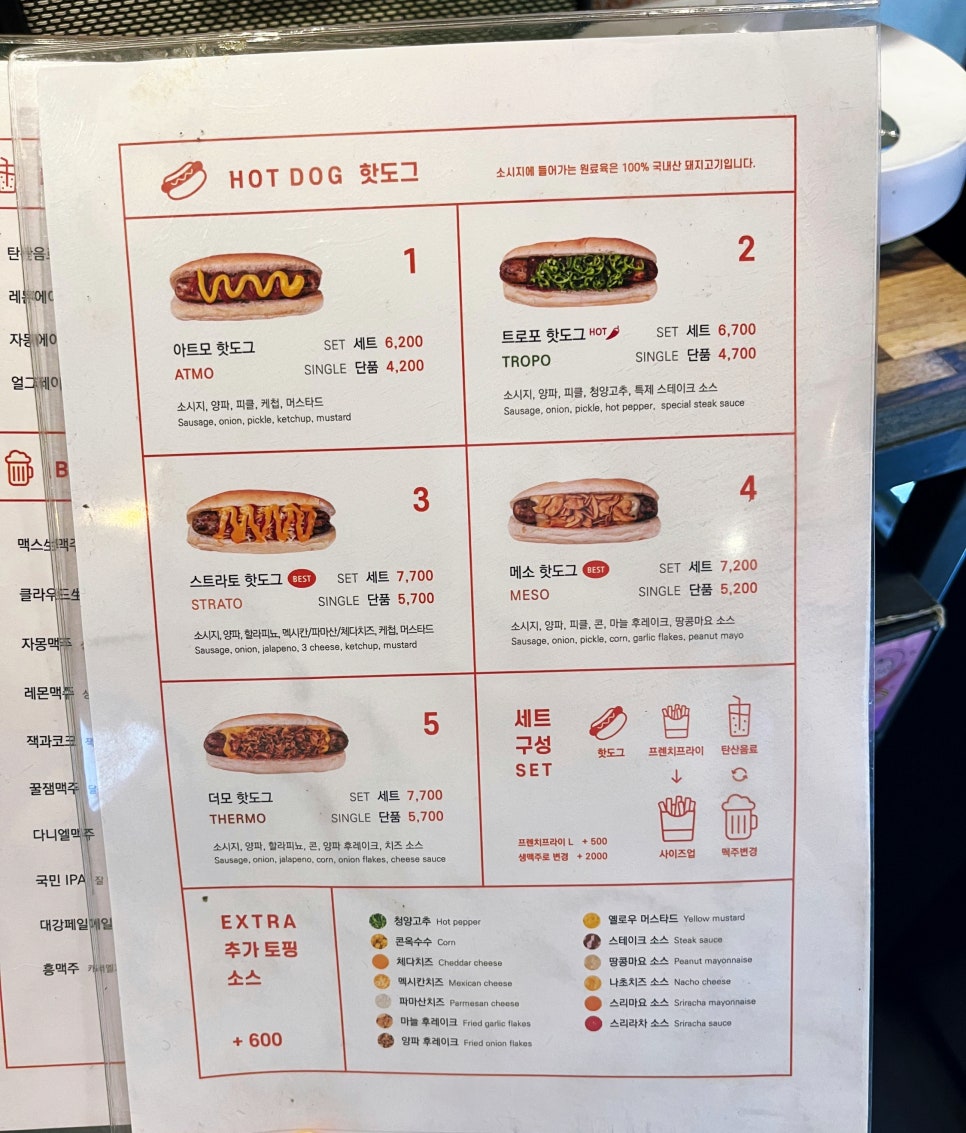 HOT DOG 핫도그
소시지에 들어가는 원료육은 100% 국내산 돼지고기입니다.
1
아트모 핫도그
ATMO
SET 세트 6,200
SINGLE 단품 4,200
소시지, 양파, 피클, 케첩, 머스타드
Sausage, onion, pickle, ketchup, mustard
2
트로포 핫도그 HOT
TROPO
SET 세트 6,700
SINGLE 단품 4,700
소시지, 양파, 피클, 청양고추, 특제 스테이크 소스
Sausage, onion, pickle, hot pepper, special steak sauce
3
스트라토 핫도그 BEST
STRATO
SET 세트 7,700
SINGLE 단품 5,700
소시지, 양파, 할라피뇨, 멕시칸/파마산/체다치즈, 케첩, 머스타드
Sausage, onion, jalapeno, 3 cheese, ketchup, mustard
4
메소 핫도그 BEST
MESO
SET 세트 7,200
SINGLE 단품 5,200
소시지, 양파, 피클, 콘, 마늘 후레이크, 땅콩마요 소스
Sausage, onion, pickle, corn, garlic flakes, peanut mayo
5
더모 핫도그
THERMO
SET 세트 7,700
SINGLE 단품 5,700
소시지, 양파, 할라피뇨, 콘, 양파 후레이크, 치즈 소스
Sausage, onion, jalapeno, corn, onion flakes, cheese sauce
세트
구성
SET
핫도그
프렌치프라이
탄산음료
사이즈업
맥주변경
프렌치프라이 L +500
생맥주로 변경 +2000
EXTRA
추가 토핑
소스
+ 600
청양고추 Hot pepper
콘옥수수 Corn
체다치즈 Cheddar cheese
멕시칸치즈 Mexican cheese
파마산치즈 Parmesan cheese
마늘 후레이크 Fried garlic flakes
양파 후레이크 Fried onion flakes
옐로우 머스타드 Yellow mustard
스테이크 소스 Steak sauce
땅콩마요 소스 Peanut mayonnaise
나초치즈 소스 Nacho cheese
스리마요 소스 Sriracha mayonnaise
스리라차 소스 Sriracha sauce
B
자몽맥주
레몬맥주
잭과코크
꿀잼맥주
다니엘맥주
국민 IPA
대강페일에일
흥맥주